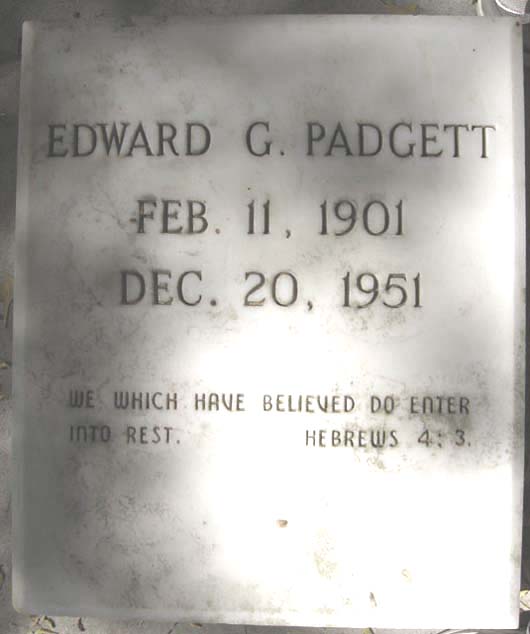 EDWARD G. PADGETT
FEB. 11, 1901
DEC. 20, 1951
WE WHICH HAVE BELIEVED DO ENTER
INTO REST. HEBREWS 4:3.